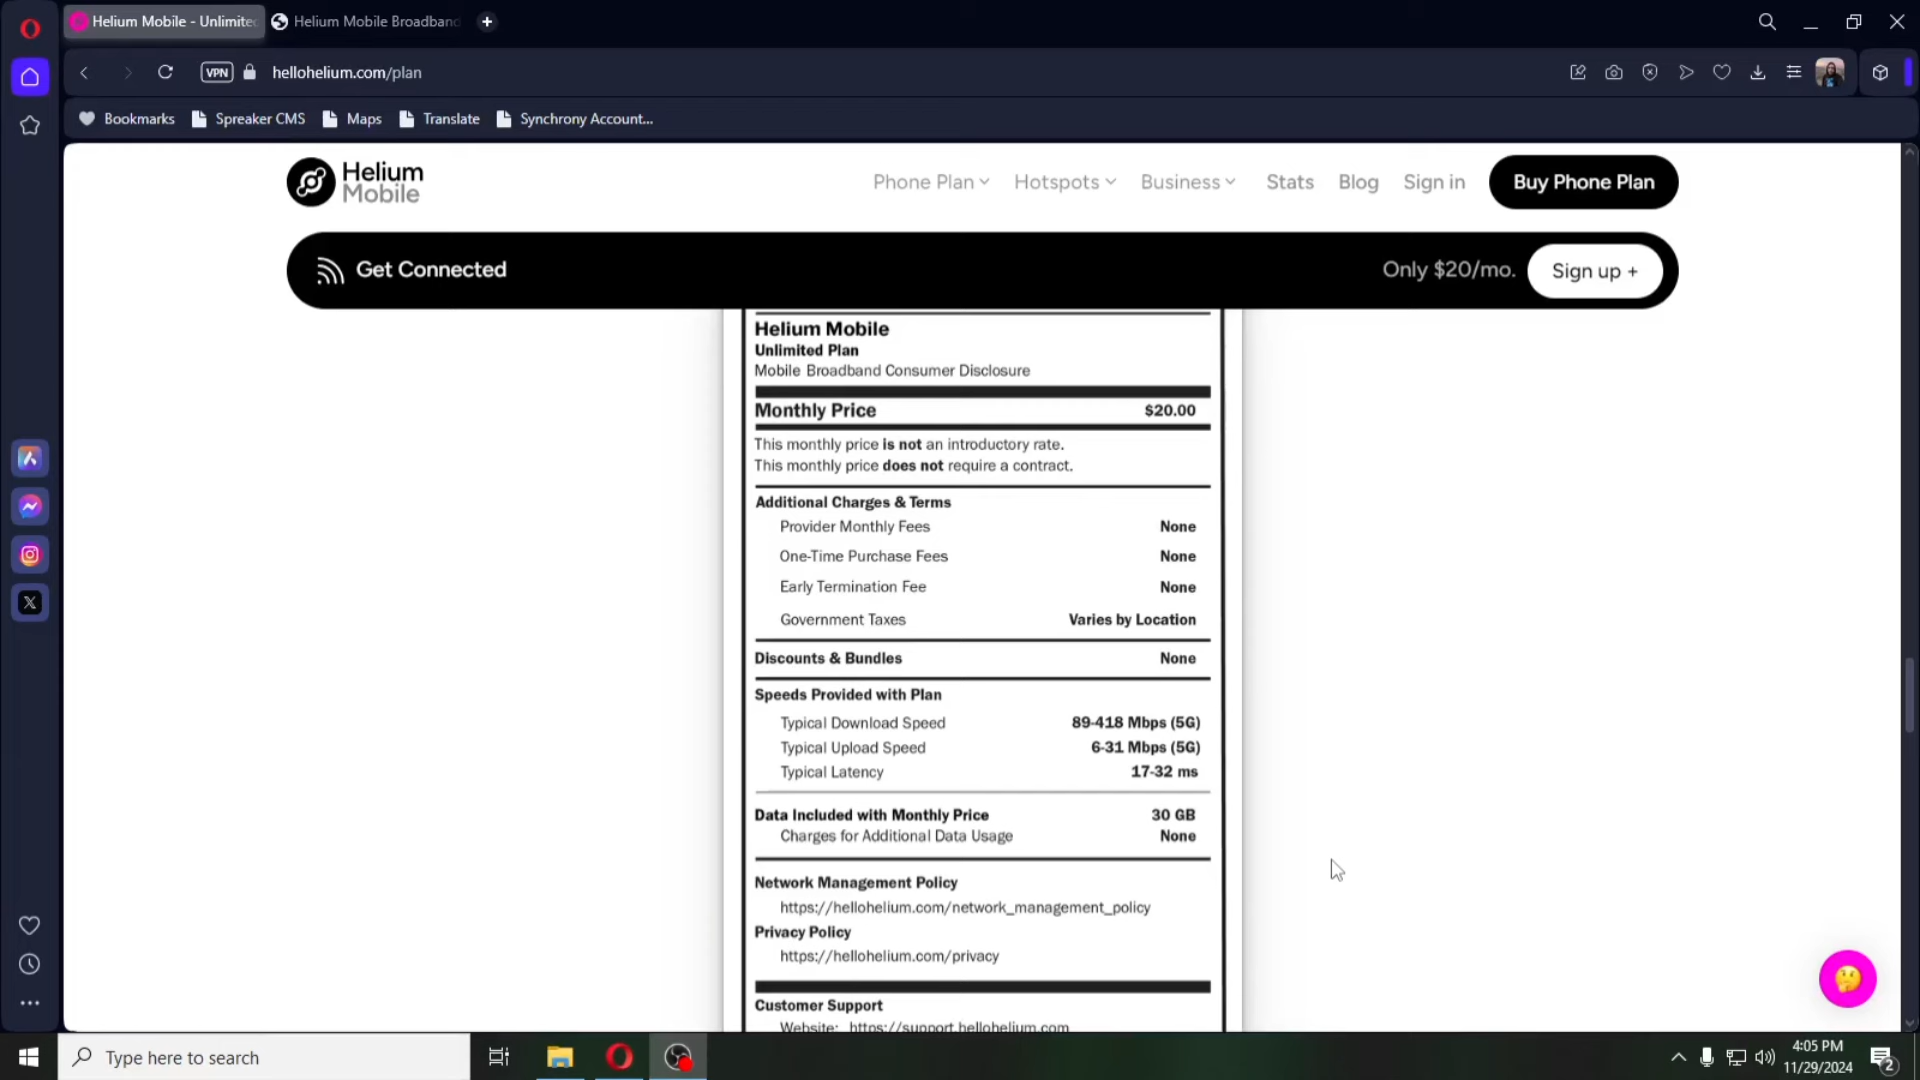 Helium Mobile - Unlimite
Helium Mobile Broadband
VPN
hellohelium.com/plan
Bookmarks
Spreaker CMS
Maps
Translate
Synchrony Account...
Helium
Mobile
Phone Plan
Hotspots
Business
Stats
Blog
Sign in
Buy Phone Plan
Get Connected
Only $20/mo.
Sign up +
Helium Mobile
Unlimited Plan
Mobile Broadband Consumer Disclosure
Monthly Price $20.00
This monthly price is not an introductory rate.
This monthly price does not require a contract.
Additional Charges & Terms
Provider Monthly Fees None
One-Time Purchase Fees None
Early Termination Fee None
Government Taxes Varies by Location
Discounts & Bundles None
Speeds Provided with Plan
Typical Download Speed 89-418 Mbps (5G)
Typical Upload Speed 6-31 Mbps (5G)
Typical Latency 17-32 ms
Data Included with Monthly Price 30 GB
Charges for Additional Data Usage None
Network Management Policy
https://hellohelium.com/network_management_policy
Privacy Policy
https://hellohelium.com/privacy
Customer Support
Website: https://support.hellohelium.com
Type here to search
4:05 PM
11/29/2024
2